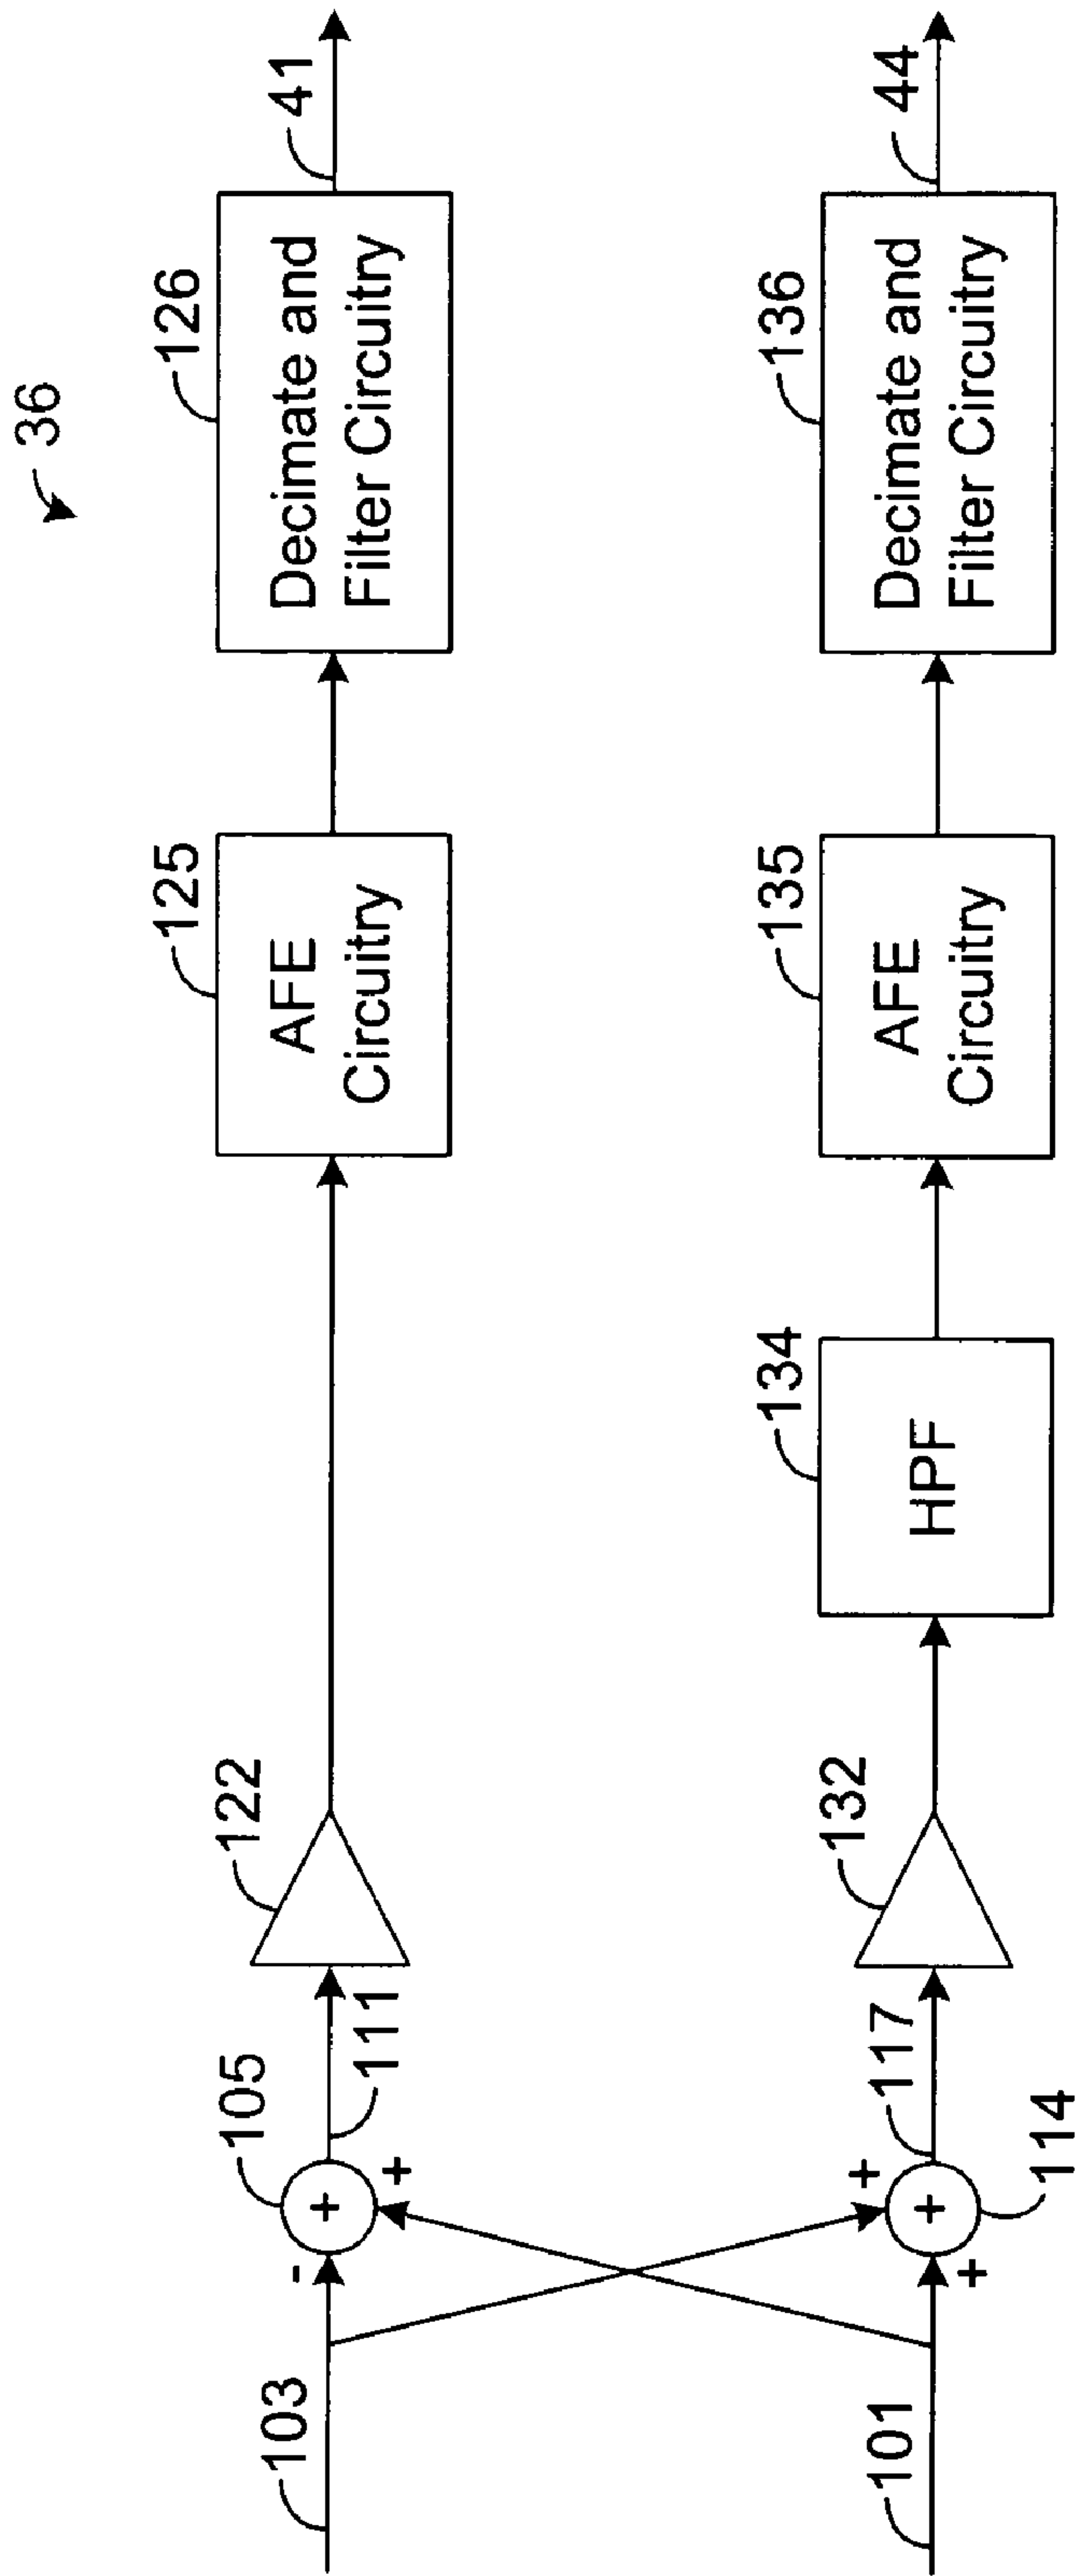 36
103
-
105
+
+
111
122
125
AFE
Circuitry
126
Decimate and
Filter Circuitry
41
101
+
+
+
114
117
132
134
HPF
135
AFE
Circuitry
136
Decimate and
Filter Circuitry
44